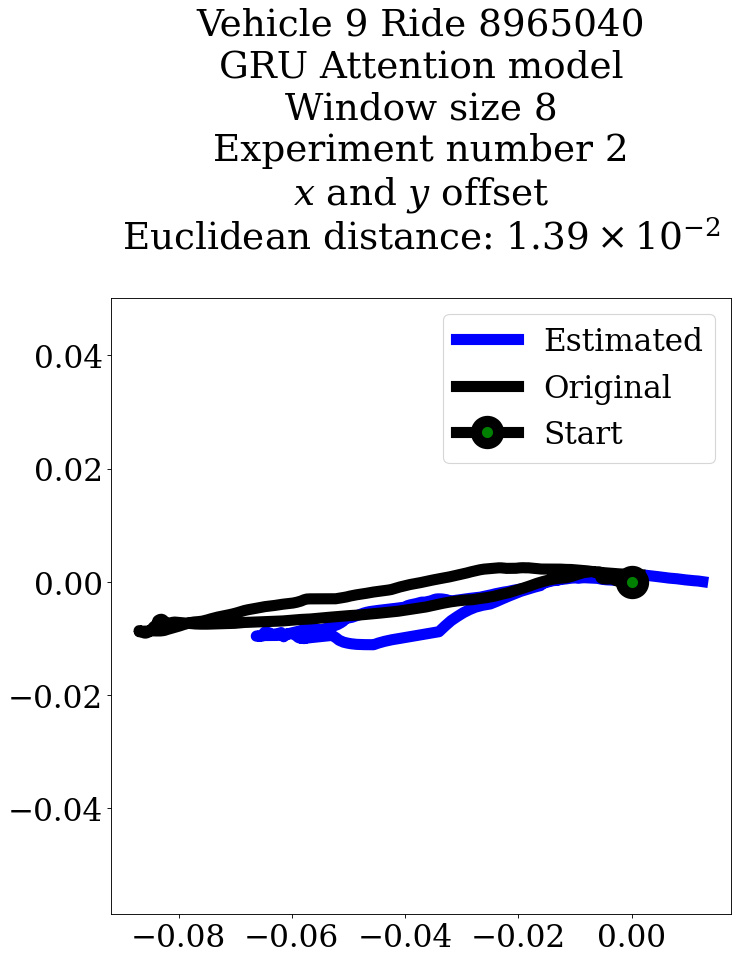 Vehicle 9 Ride 8965040
GRU Attention model
Window size 8
Experiment number 2
x and y offset
Euclidean distance: 1.39 × 10⁻²
Estimated
Original
Start
0.04
0.02
0.00
−0.02
−0.04
−0.08 −0.06 −0.04 −0.02 0.00